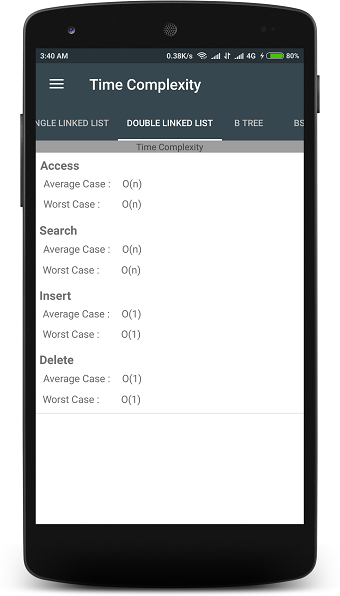 3:40 AM 0.38K/s 4G 80%
Time Complexity
NGLE LINKED LIST DOUBLE LINKED LIST B TREE BS
Time Complexity
Access
Average Case : O(n)
Worst Case : O(n)
Search
Average Case : O(n)
Worst Case : O(n)
Insert
Average Case : O(1)
Worst Case : O(1)
Delete
Average Case : O(1)
Worst Case : O(1)